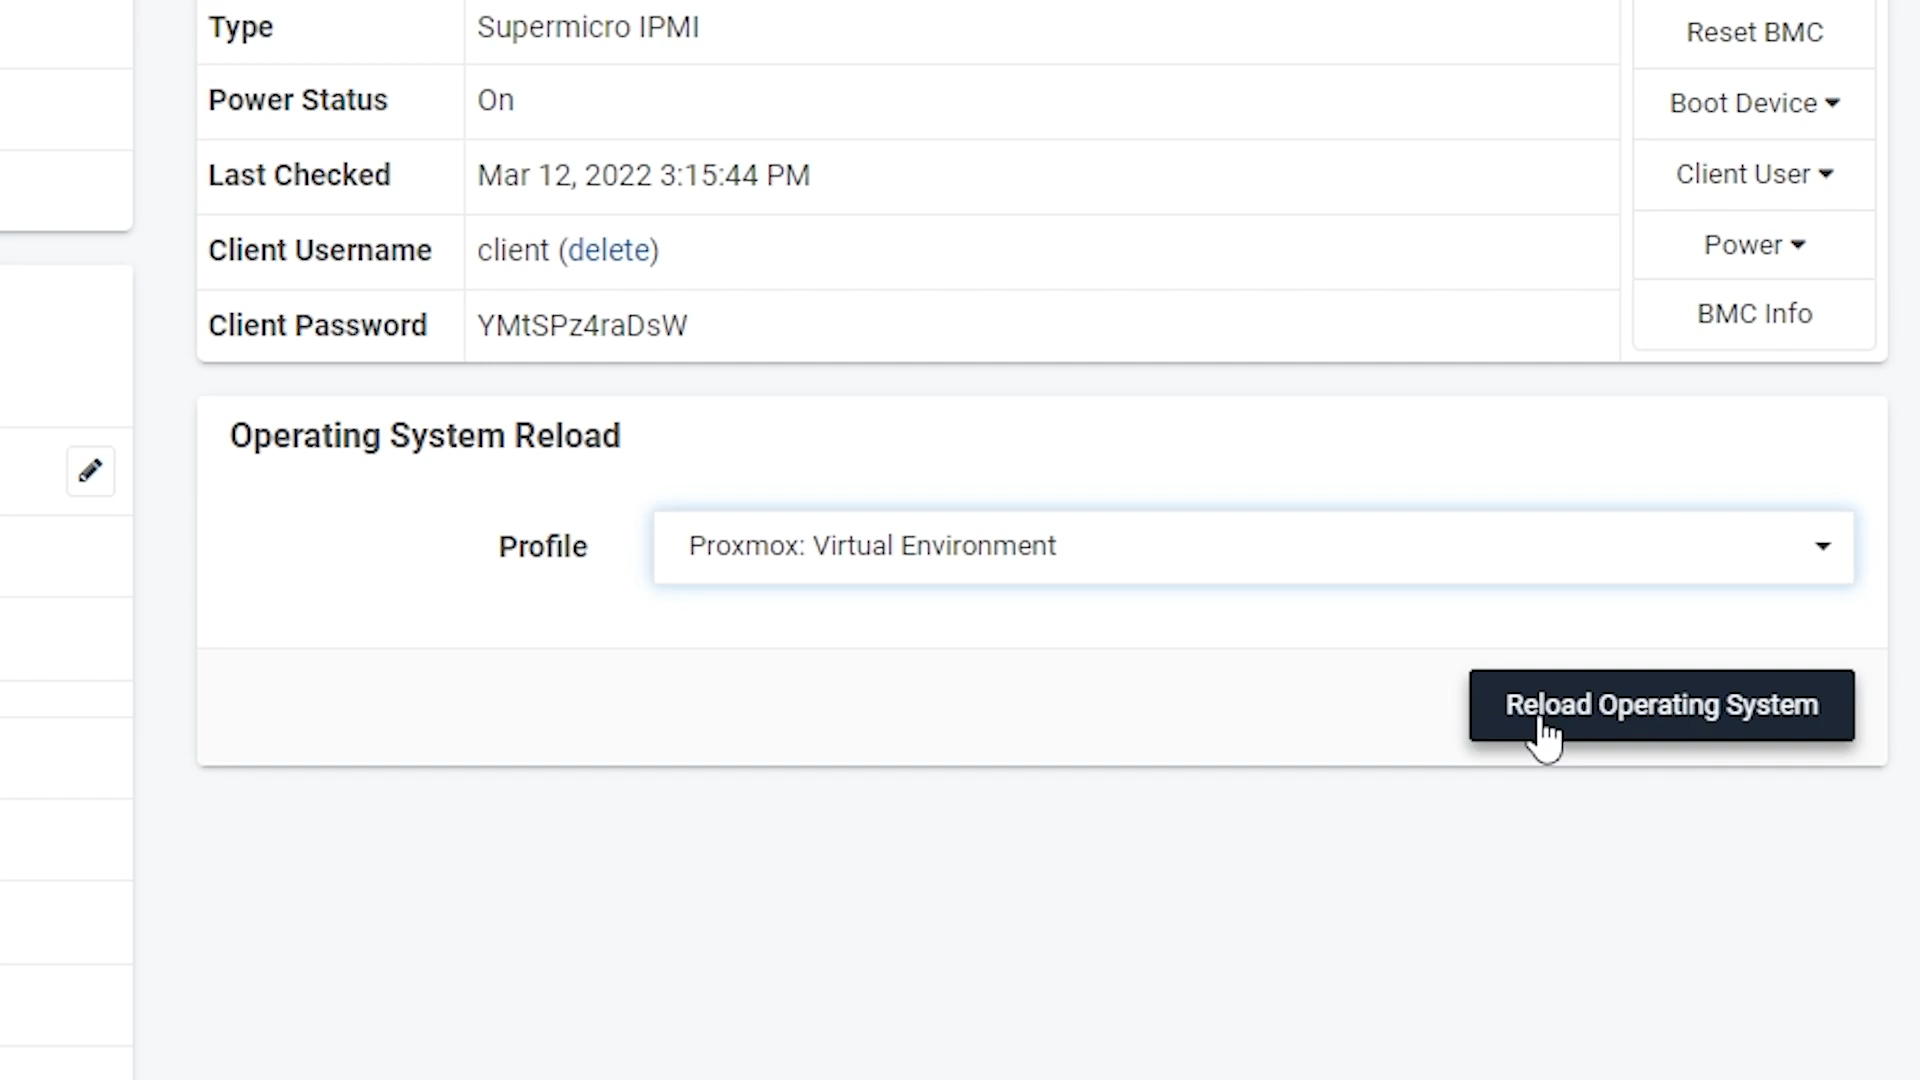 Type Supermicro IPMI
Power Status On
Last Checked Mar 12, 2022 3:15:44 PM
Client Username client (delete)
Client Password YMtSPz4raDsW
Reset BMC
Boot Device
Client User
Power
BMC Info
Operating System Reload
Profile Proxmox: Virtual Environment
Reload Operating System